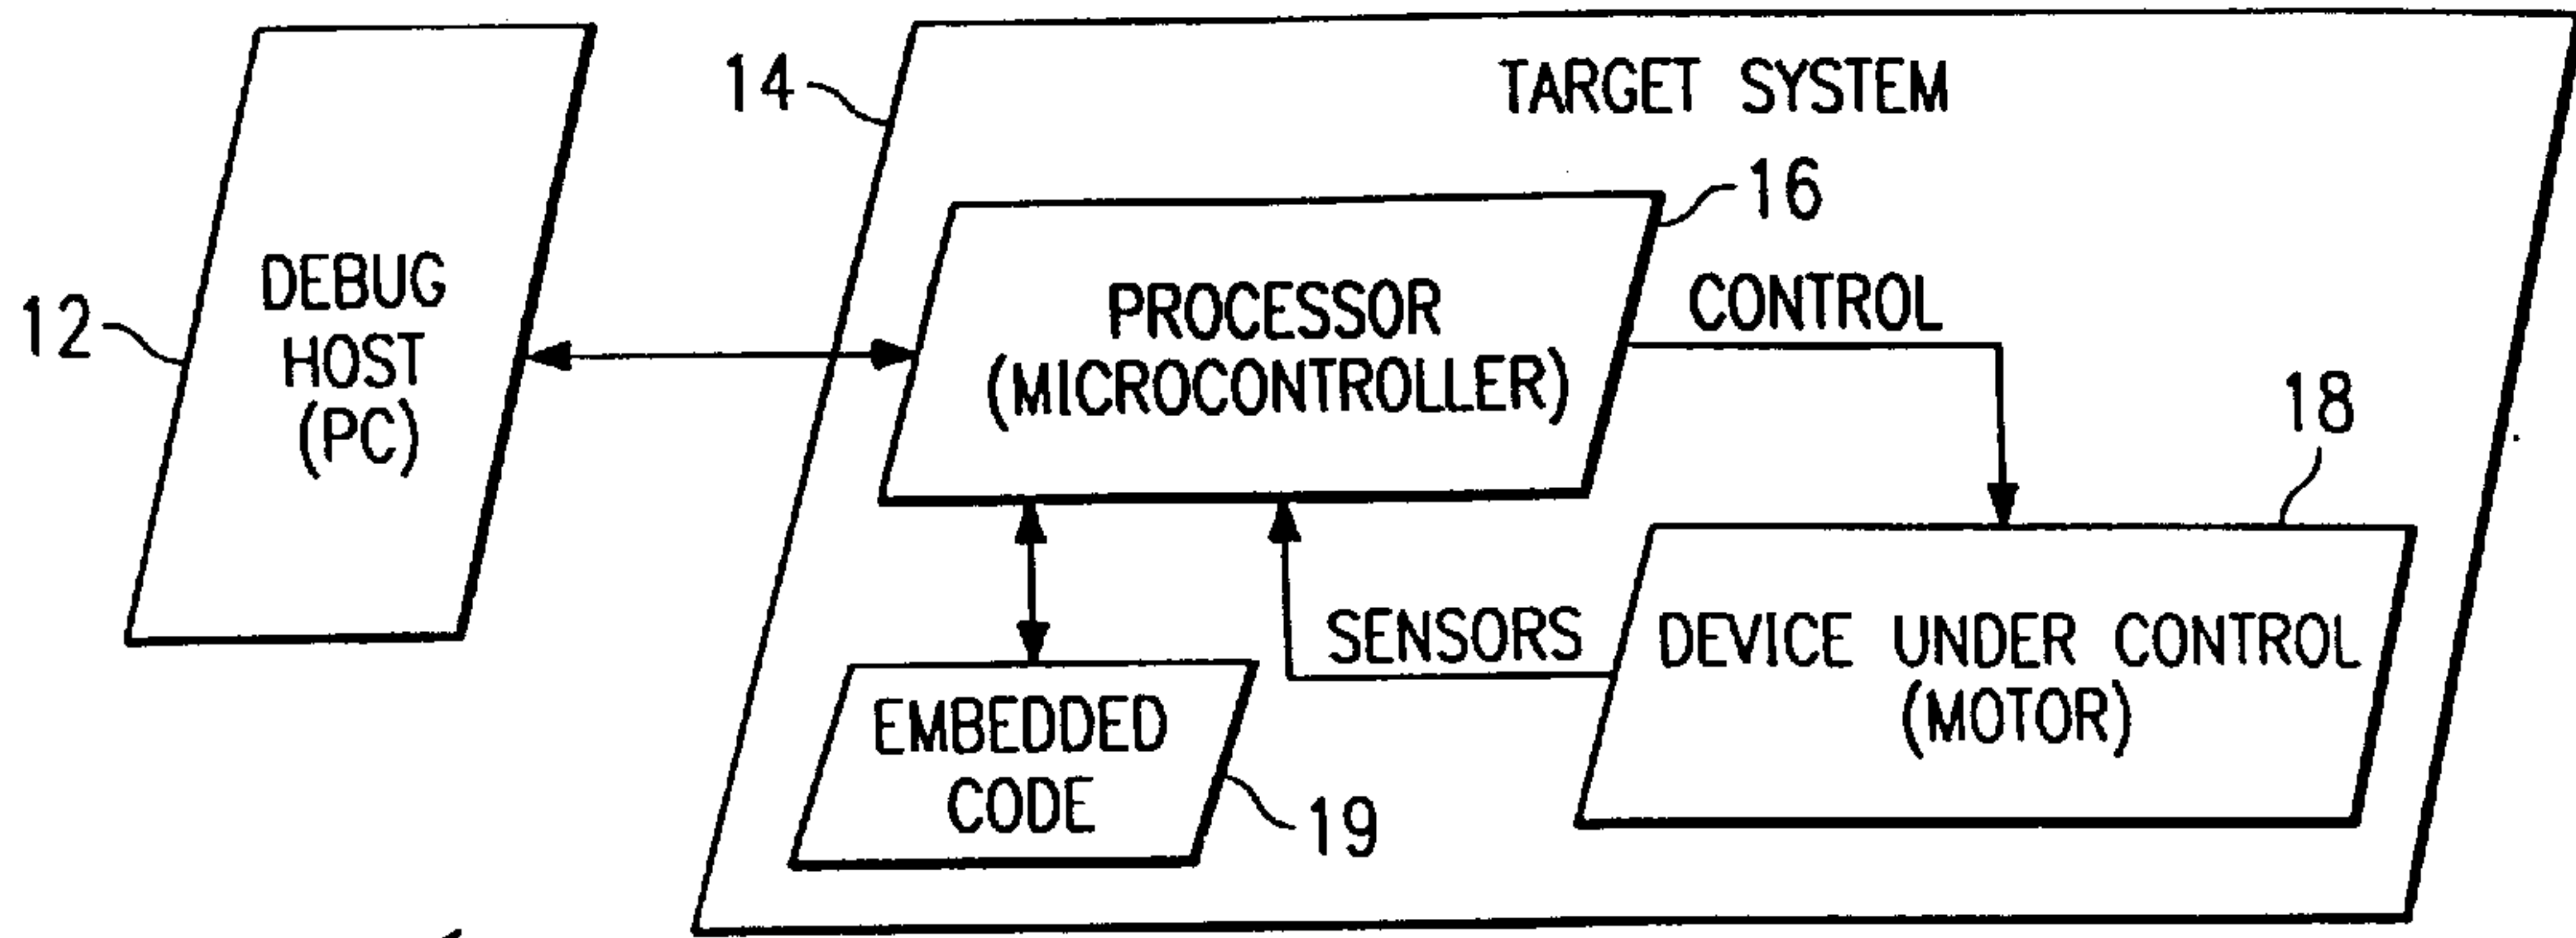 14
TARGET SYSTEM
16
12
DEBUG
HOST
(PC)
PROCESSOR
(MICROCONTROLLER)
CONTROL
18
SENSORS
DEVICE UNDER CONTROL
(MOTOR)
EMBEDDED
CODE
19